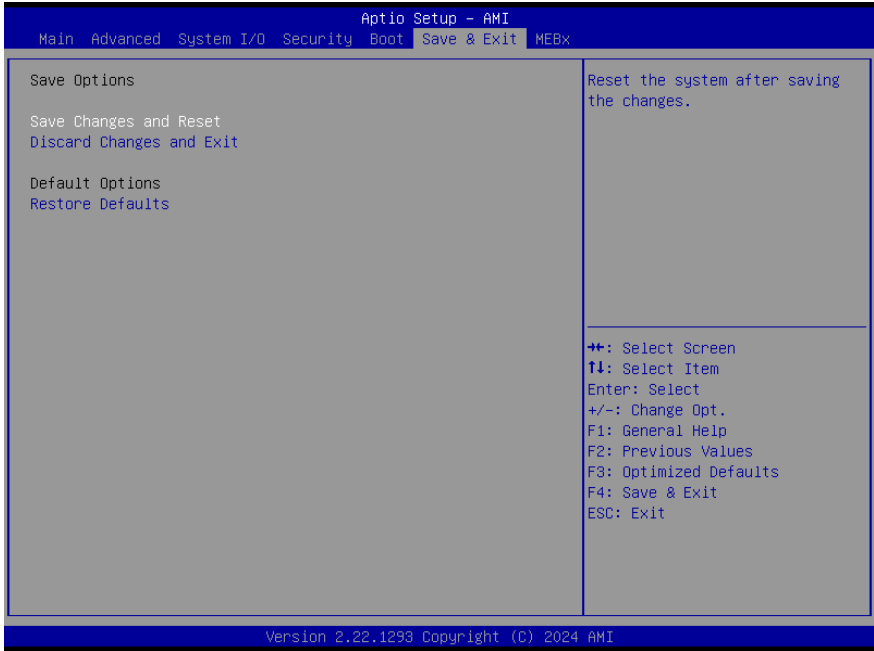 Aptio Setup – AMI
Main Advanced System I/O Security Boot Save & Exit MEBx
Save Options
Save Changes and Reset
Discard Changes and Exit
Default Options
Restore Defaults
Reset the system after saving
the changes.
→←: Select Screen
↑↓: Select Item
Enter: Select
+/-: Change Opt.
F1: General Help
F2: Previous Values
F3: Optimized Defaults
F4: Save & Exit
ESC: Exit
Version 2.22.1293 Copyright (C) 2024 AMI